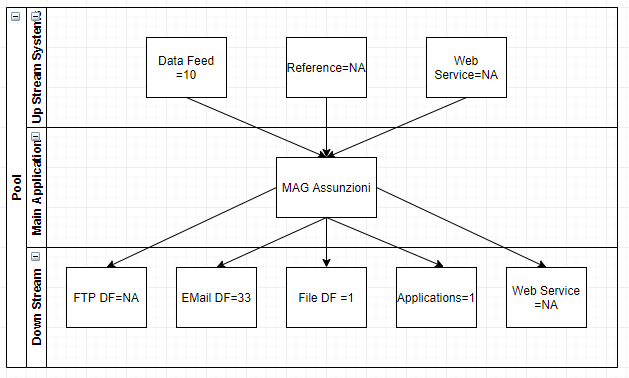 Pool
Up Stream Systems
Data Feed
=10
Reference=NA
Web
Service=NA
Main Application
MAG Assunzioni
Down Stream
FTP DF=NA
EMail DF=33
File DF =1
Applications=1
Web Service
=NA